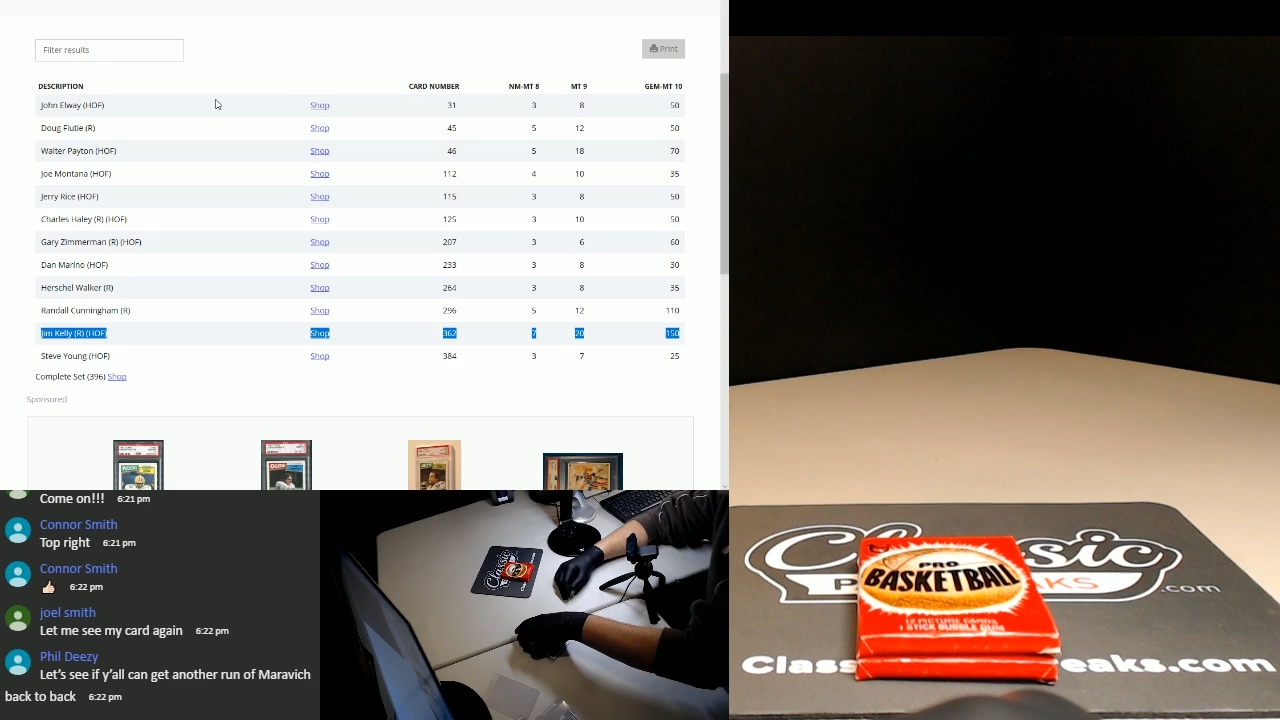 Filter results
Print
DESCRIPTION CARD NUMBER NM-MT 8 MT 9 GEM-MT 10
John Elway (HOF) Shop 31 3 8 50
Doug Flutie (R) Shop 45 5 12 50
Walter Payton (HOF) Shop 46 5 18 70
Joe Montana (HOF) Shop 112 4 10 35
Jerry Rice (HOF) Shop 115 3 8 50
Charles Haley (R) (HOF) Shop 125 3 10 50
Gary Zimmerman (R) (HOF) Shop 207 3 6 60
Dan Marino (HOF) Shop 233 3 8 30
Herschel Walker (R) Shop 264 3 8 35
Randall Cunningham (R) Shop 296 5 12 110
Jim Kelly (R) (HOF) Shop 362 7 20 150
Steve Young (HOF) Shop 384 3 7 25
Complete Set (396) Shop
Sponsored
Come on!!! 6:21 pm
Connor Smith
Top right 6:21 pm
Connor Smith
👍🏻 6:22 pm
joel smith
Let me see my card again 6:22 pm
Phil Deezy
Let's see if y'all can get another run of Maravich
back to back 6:22 pm
Classic
PRO
BASKETBALL
12 PICTURE CARDS
1 STICK BUBBLE GUM
.com